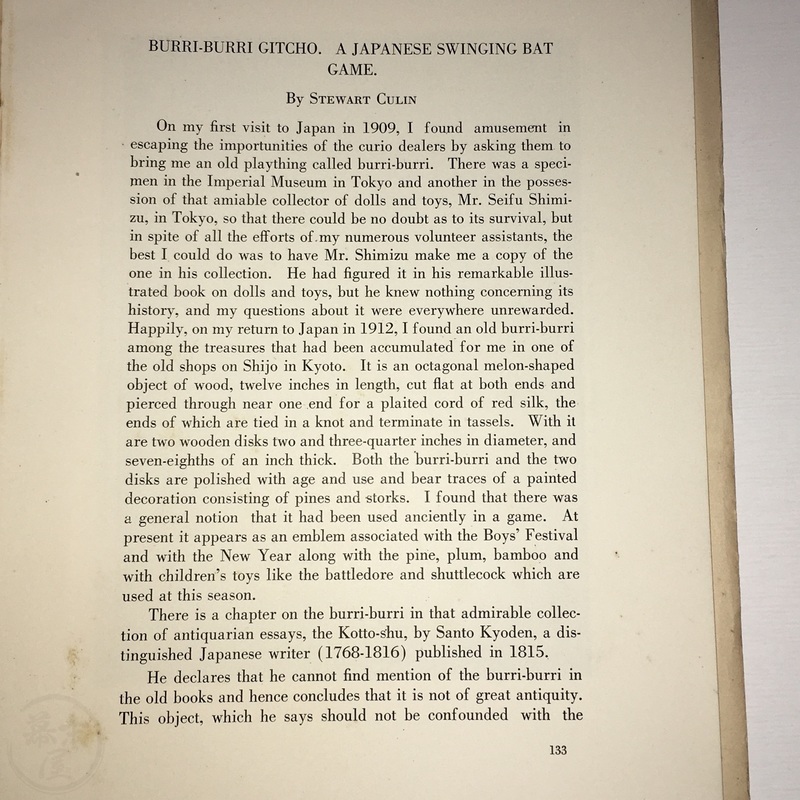 BURRI-BURRI GITCHO. A JAPANESE SWINGING BAT
GAME.
By STEWART CULIN
On my first visit to Japan in 1909, I found amusement in
escaping the importunities of the curio dealers by asking them to
bring me an old plaything called burri-burri. There was a speci-
men in the Imperial Museum in Tokyo and another in the posses-
sion of that amiable collector of dolls and toys, Mr. Seifu Shimi-
zu, in Tokyo, so that there could be no doubt as to its survival, but
in spite of all the efforts of my numerous volunteer assistants, the
best I could do was to have Mr. Shimizu make me a copy of the
one in his collection. He had figured it in his remarkable illus-
trated book on dolls and toys, but he knew nothing concerning its
history, and my questions about it were everywhere unrewarded.
Happily, on my return to Japan in 1912, I found an old burri-burri
among the treasures that had been accumulated for me in one of
the old shops on Shijo in Kyoto. It is an octagonal melon-shaped
object of wood, twelve inches in length, cut flat at both ends and
pierced through near one end for a plaited cord of red silk, the
ends of which are tied in a knot and terminate in tassels. With it
are two wooden disks two and three-quarter inches in diameter, and
seven-eighths of an inch thick. Both the burri-burri and the two
disks are polished with age and use and bear traces of a painted
decoration consisting of pines and storks. I found that there was
a general notion that it had been used anciently in a game. At
present it appears as an emblem associated with the Boys' Festival
and with the New Year along with the pine, plum, bamboo and
with children's toys like the battledore and shuttlecock which are
used at this season.
There is a chapter on the burri-burri in that admirable collec-
tion of antiquarian essays, the Kotto-shu, by Santo Kyoden, a dis-
tinguished Japanese writer (1768-1816) published in 1815.
He declares that he cannot find mention of the burri-burri in
the old books and hence concludes that it is not of great antiquity.
This object, which he says should not be confounded with the
133